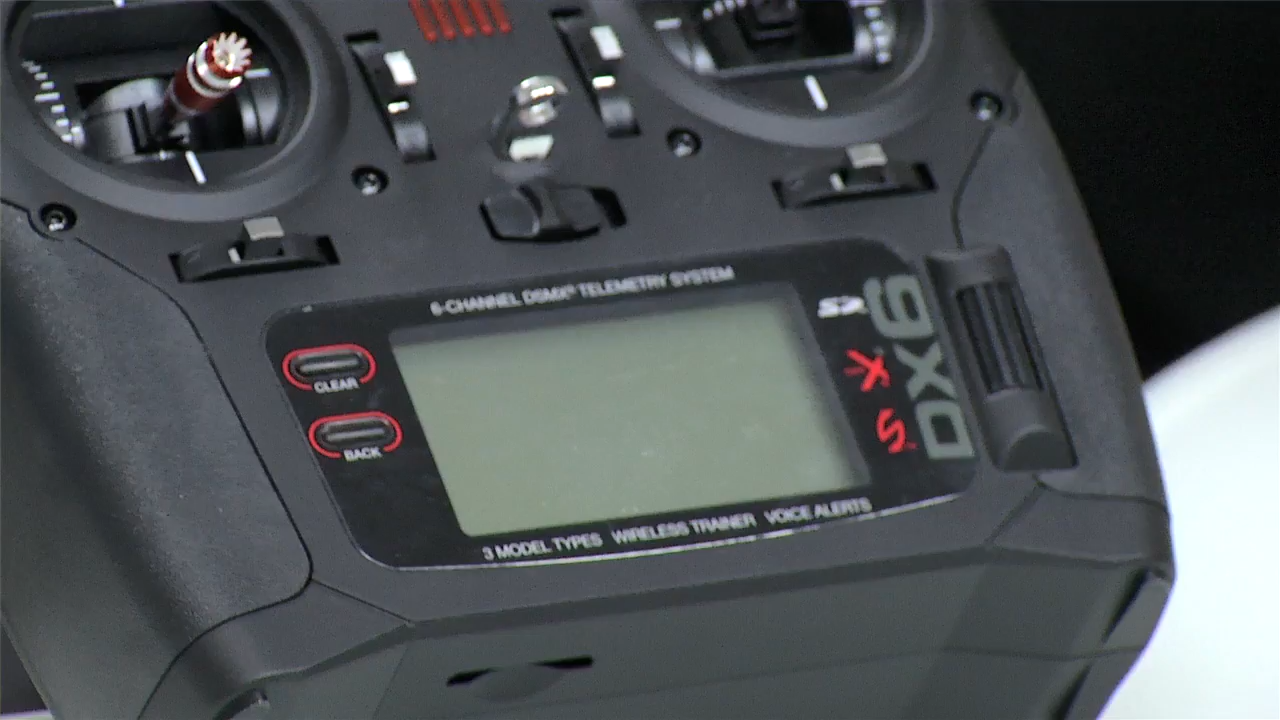 6-CHANNEL DSMX® TELEMETRY SYSTEM
CLEAR
BACK
DX6
3 MODEL TYPES WIRELESS TRAINER VOICE ALERTS